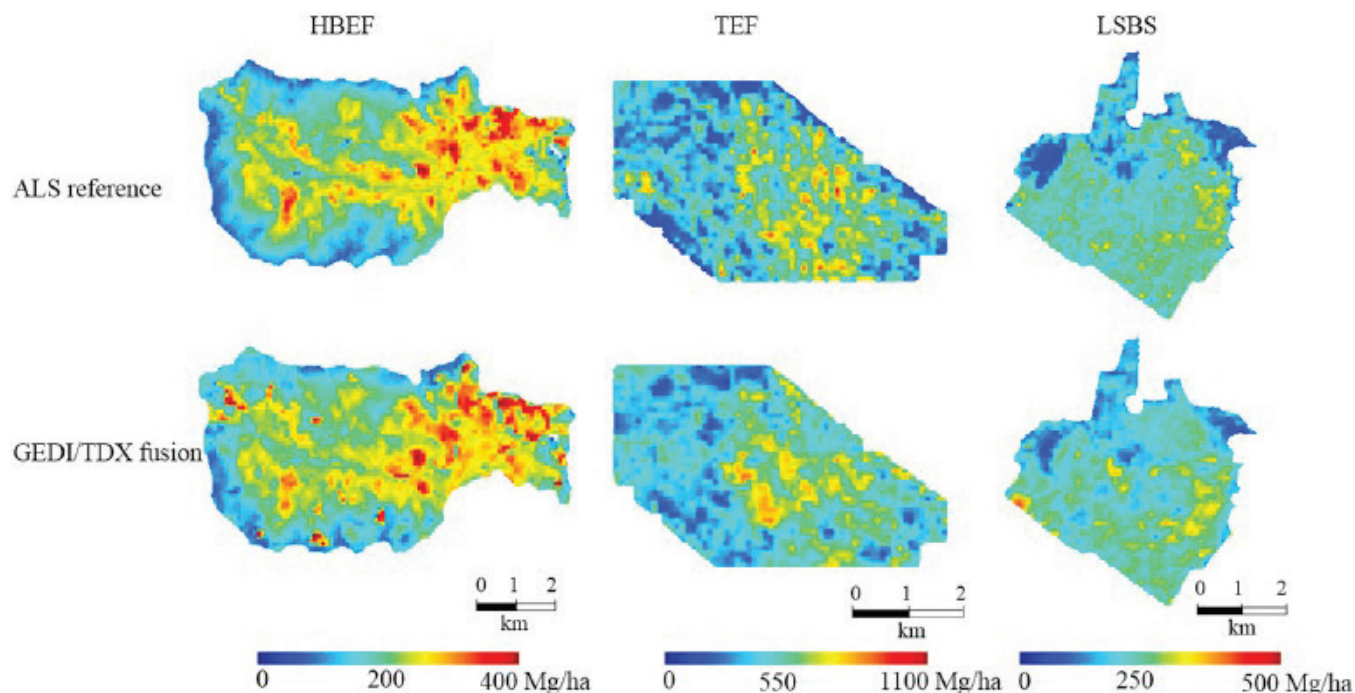 HBEF TEF LSBS
ALS reference
GEDI/TDX fusion
0 1 2
km
0 1 2
km
0 1 2
km
0 200 400 Mg/ha
0 550 1100 Mg/ha
0 250 500 Mg/ha